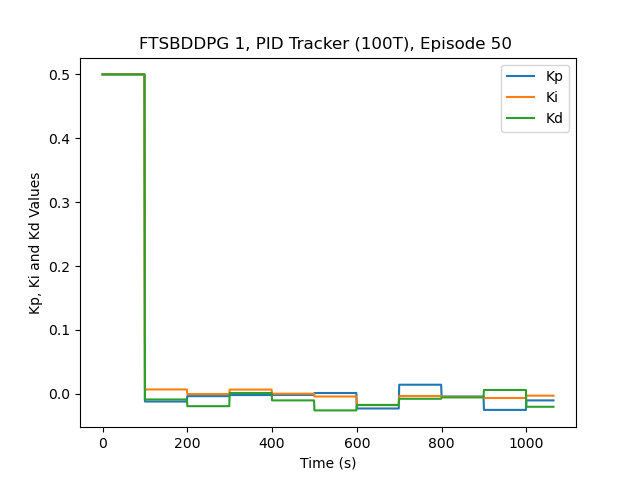 FTSBDDPG 1, PID Tracker (100T), Episode 50
Kp, Ki and Kd Values
0.5
0.4
0.3
0.2
0.1
0.0
Kp
Ki
Kd
0 200 400 600 800 1000
Time (s)